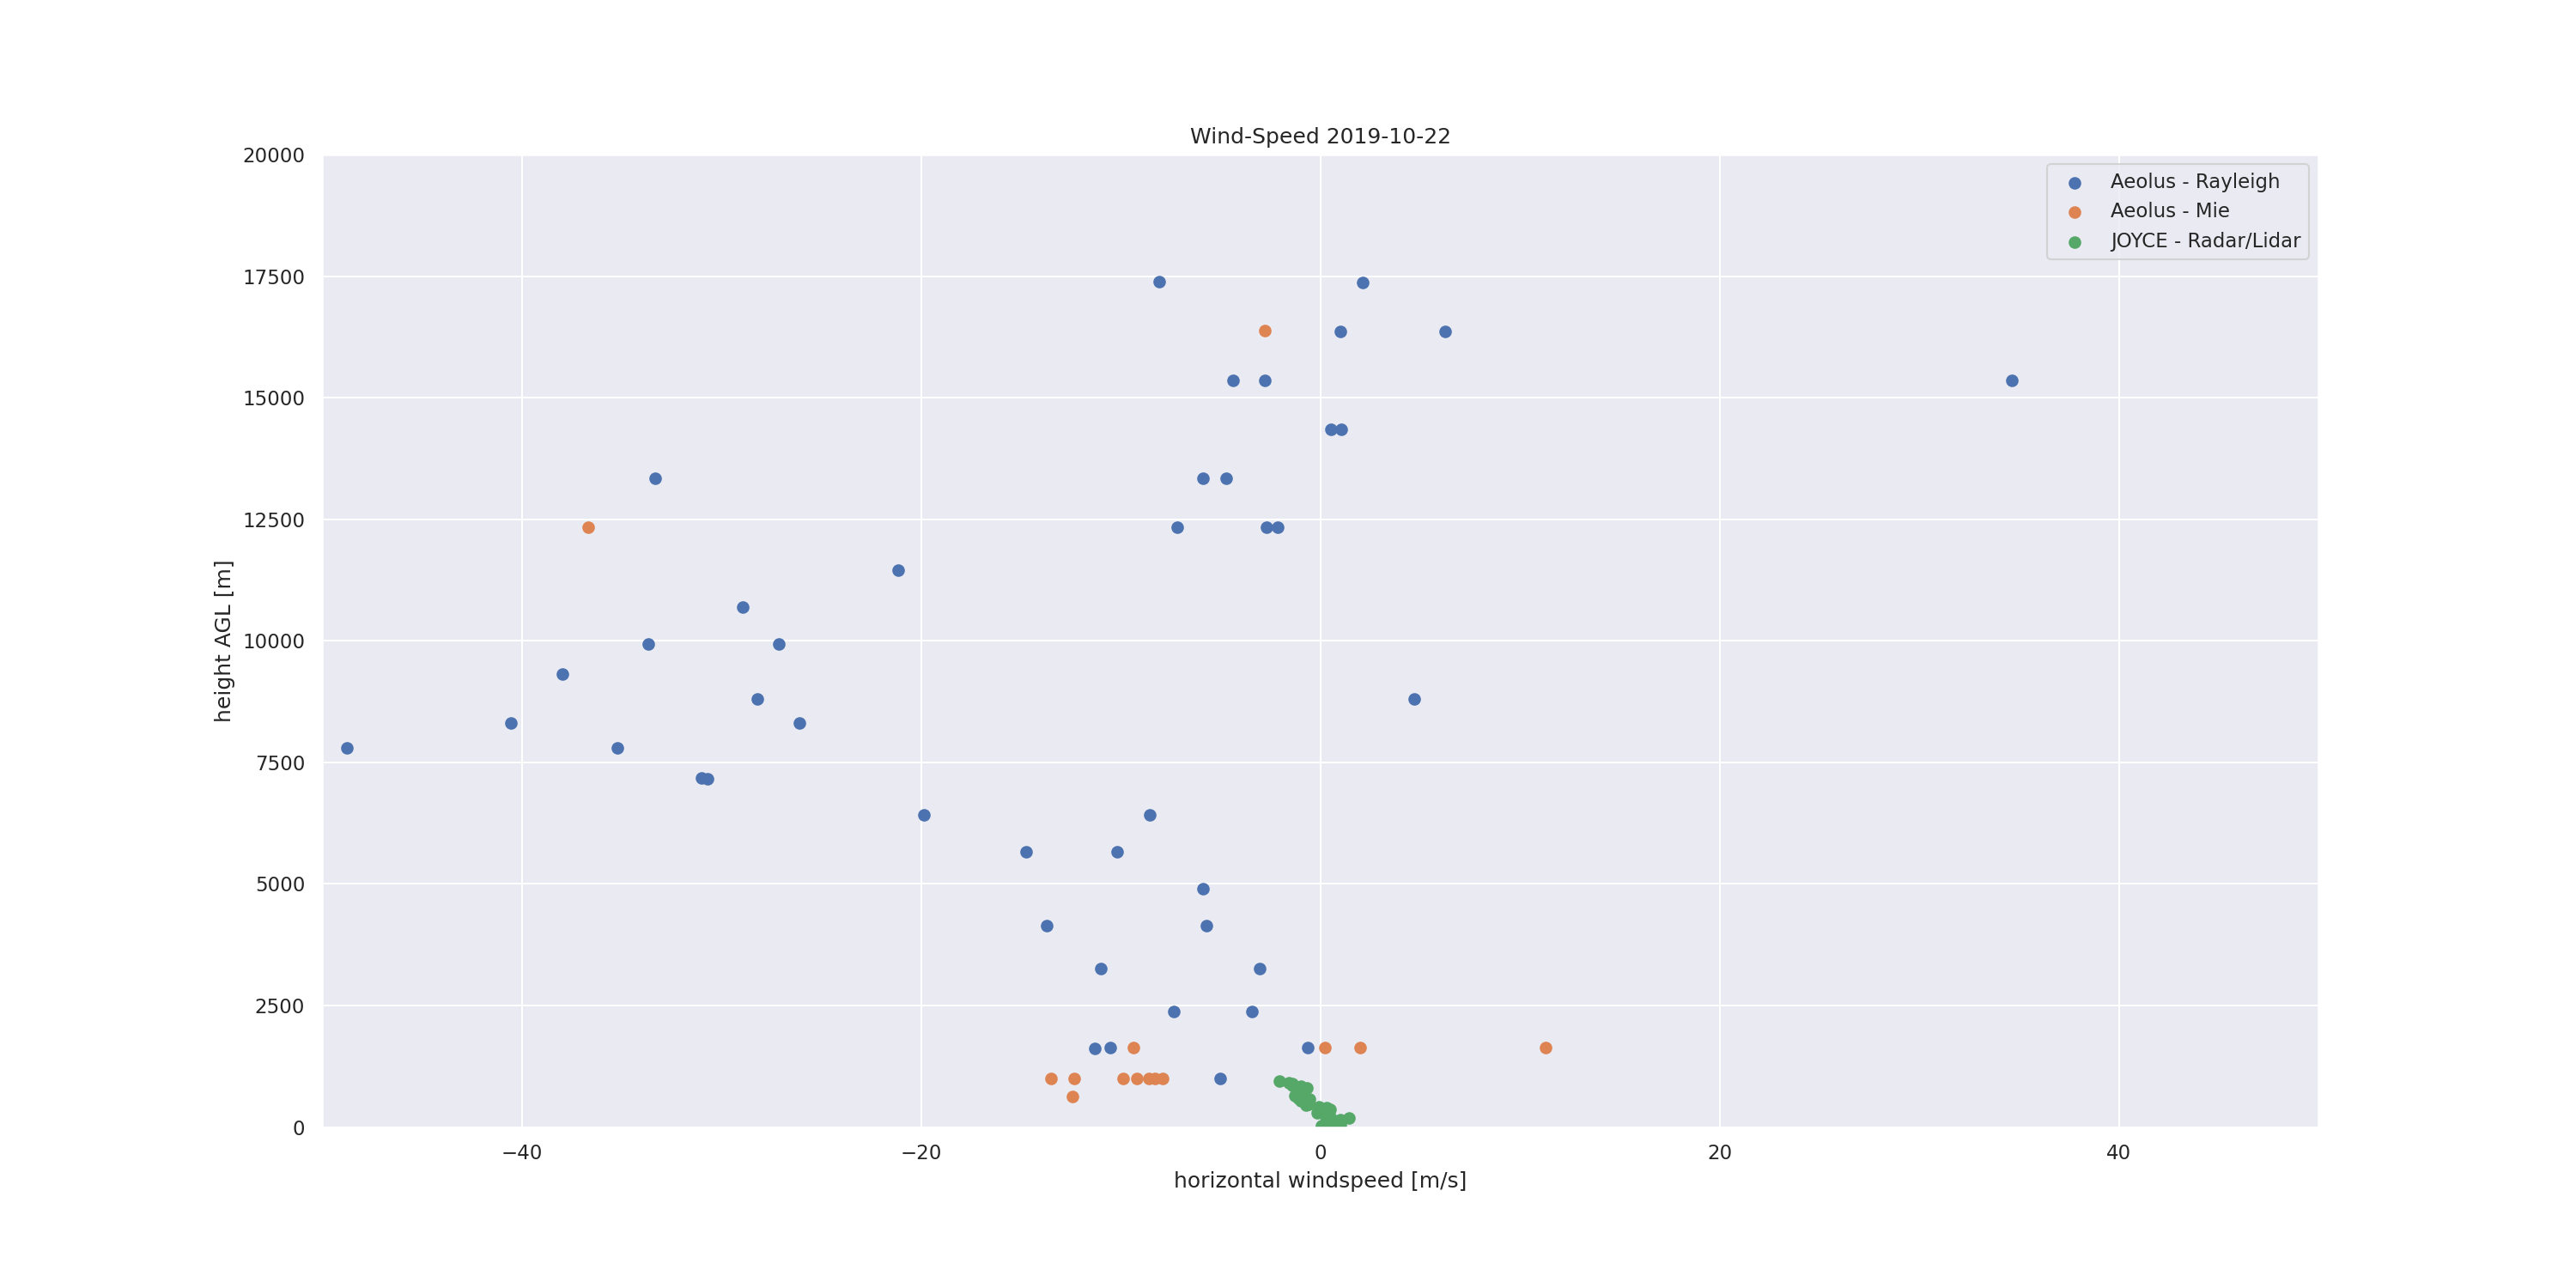 Wind-Speed 2019-10-22
Aeolus - Rayleigh
Aeolus - Mie
JOYCE - Radar/Lidar
height AGL [m]
20000
17500
15000
12500
10000
7500
5000
2500
0
−40 −20 0 20 40
horizontal windspeed [m/s]